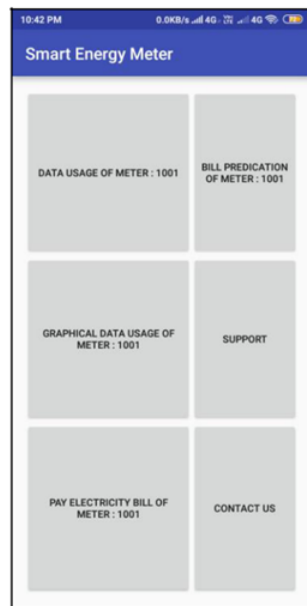 10:42 PM 0.0KB/s 4G 4G
Smart Energy Meter
DATA USAGE OF METER : 1001
BILL PREDICATION
OF METER : 1001
GRAPHICAL DATA USAGE OF
METER : 1001
SUPPORT
PAY ELECTRICITY BILL OF
METER : 1001
CONTACT US